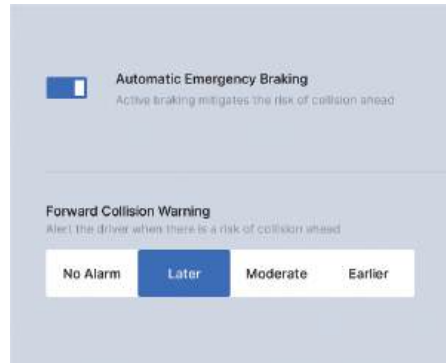 Automatic Emergency Braking
Active braking mitigates the risk of collision ahead
Forward Collision Warning
Alert the driver when there is a risk of collision ahead
No Alarm Later Moderate Earlier